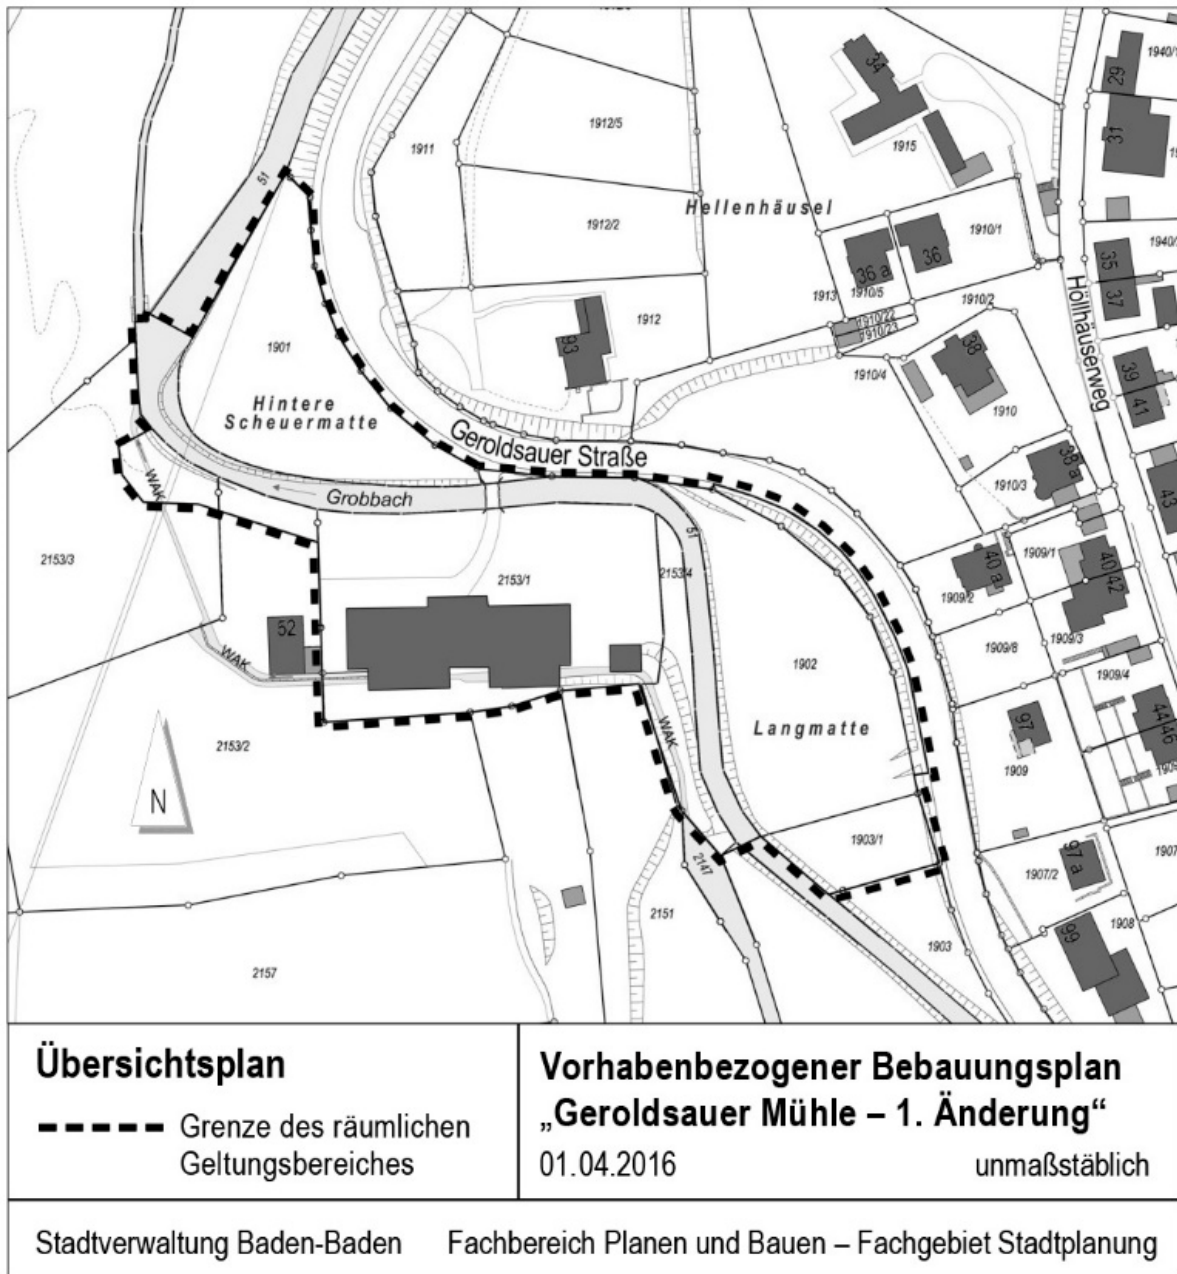 1912/3
1940/1
34
29
31
1911
1912/5
1915
51
Hellenhäusel
1912/2
1910/1
1940/
36
36 a
35
37
1913
1910/5
1910/2
1910/22
1910/23
1912
93
1901
38
1910/4
1910
39
41
Höllhäuserweg
Hintere
Scheuermatte
Geroldsauer Straße
38 a
1910/3
43
WAK
Grobbach
51
2153/3
2153/1
2153/4
40 a
1909/1
40
42
1909/2
52
WAK
1902
1909/8
1909/3
1909/4
Langmatte
WAK
97
44
46
1909
2153/2
N
1903/1
2147
97 a
1907/2
1907
2151
1903
99
1908
2157
Übersichtsplan
Grenze des räumlichen
Geltungsbereiches
Vorhabenbezogener Bebauungsplan
„Geroldsauer Mühle – 1. Änderung“
01.04.2016 unmaßstäblich
Stadtverwaltung Baden-Baden Fachbereich Planen und Bauen – Fachgebiet Stadtplanung